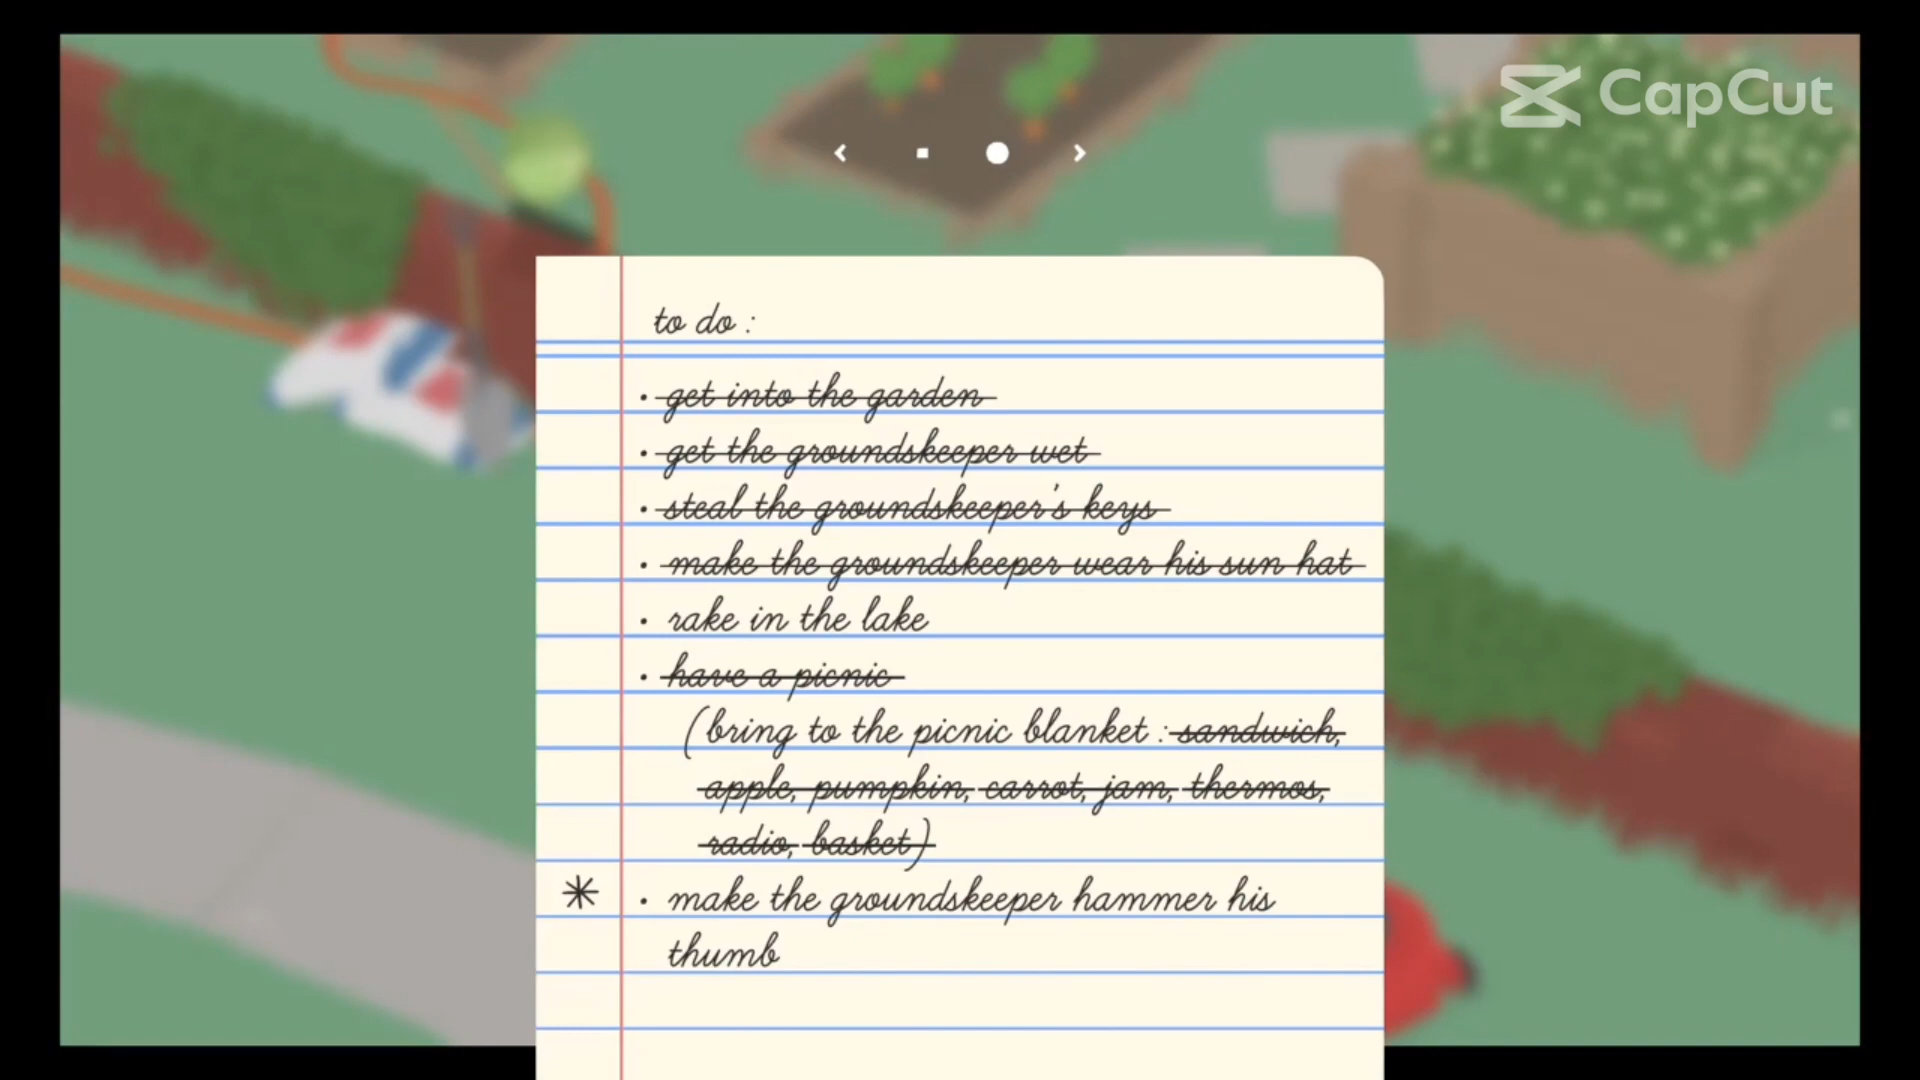 CapCut
to do :
• get into the garden
• get the groundskeeper wet
• steal the groundskeeper's keys
• make the groundskeeper wear his sun hat
• rake in the lake
• have a picnic
(bring to the picnic blanket : sandwich,
apple, pumpkin, carrot, jam, thermos,
radio, basket)
• make the groundskeeper hammer his
thumb